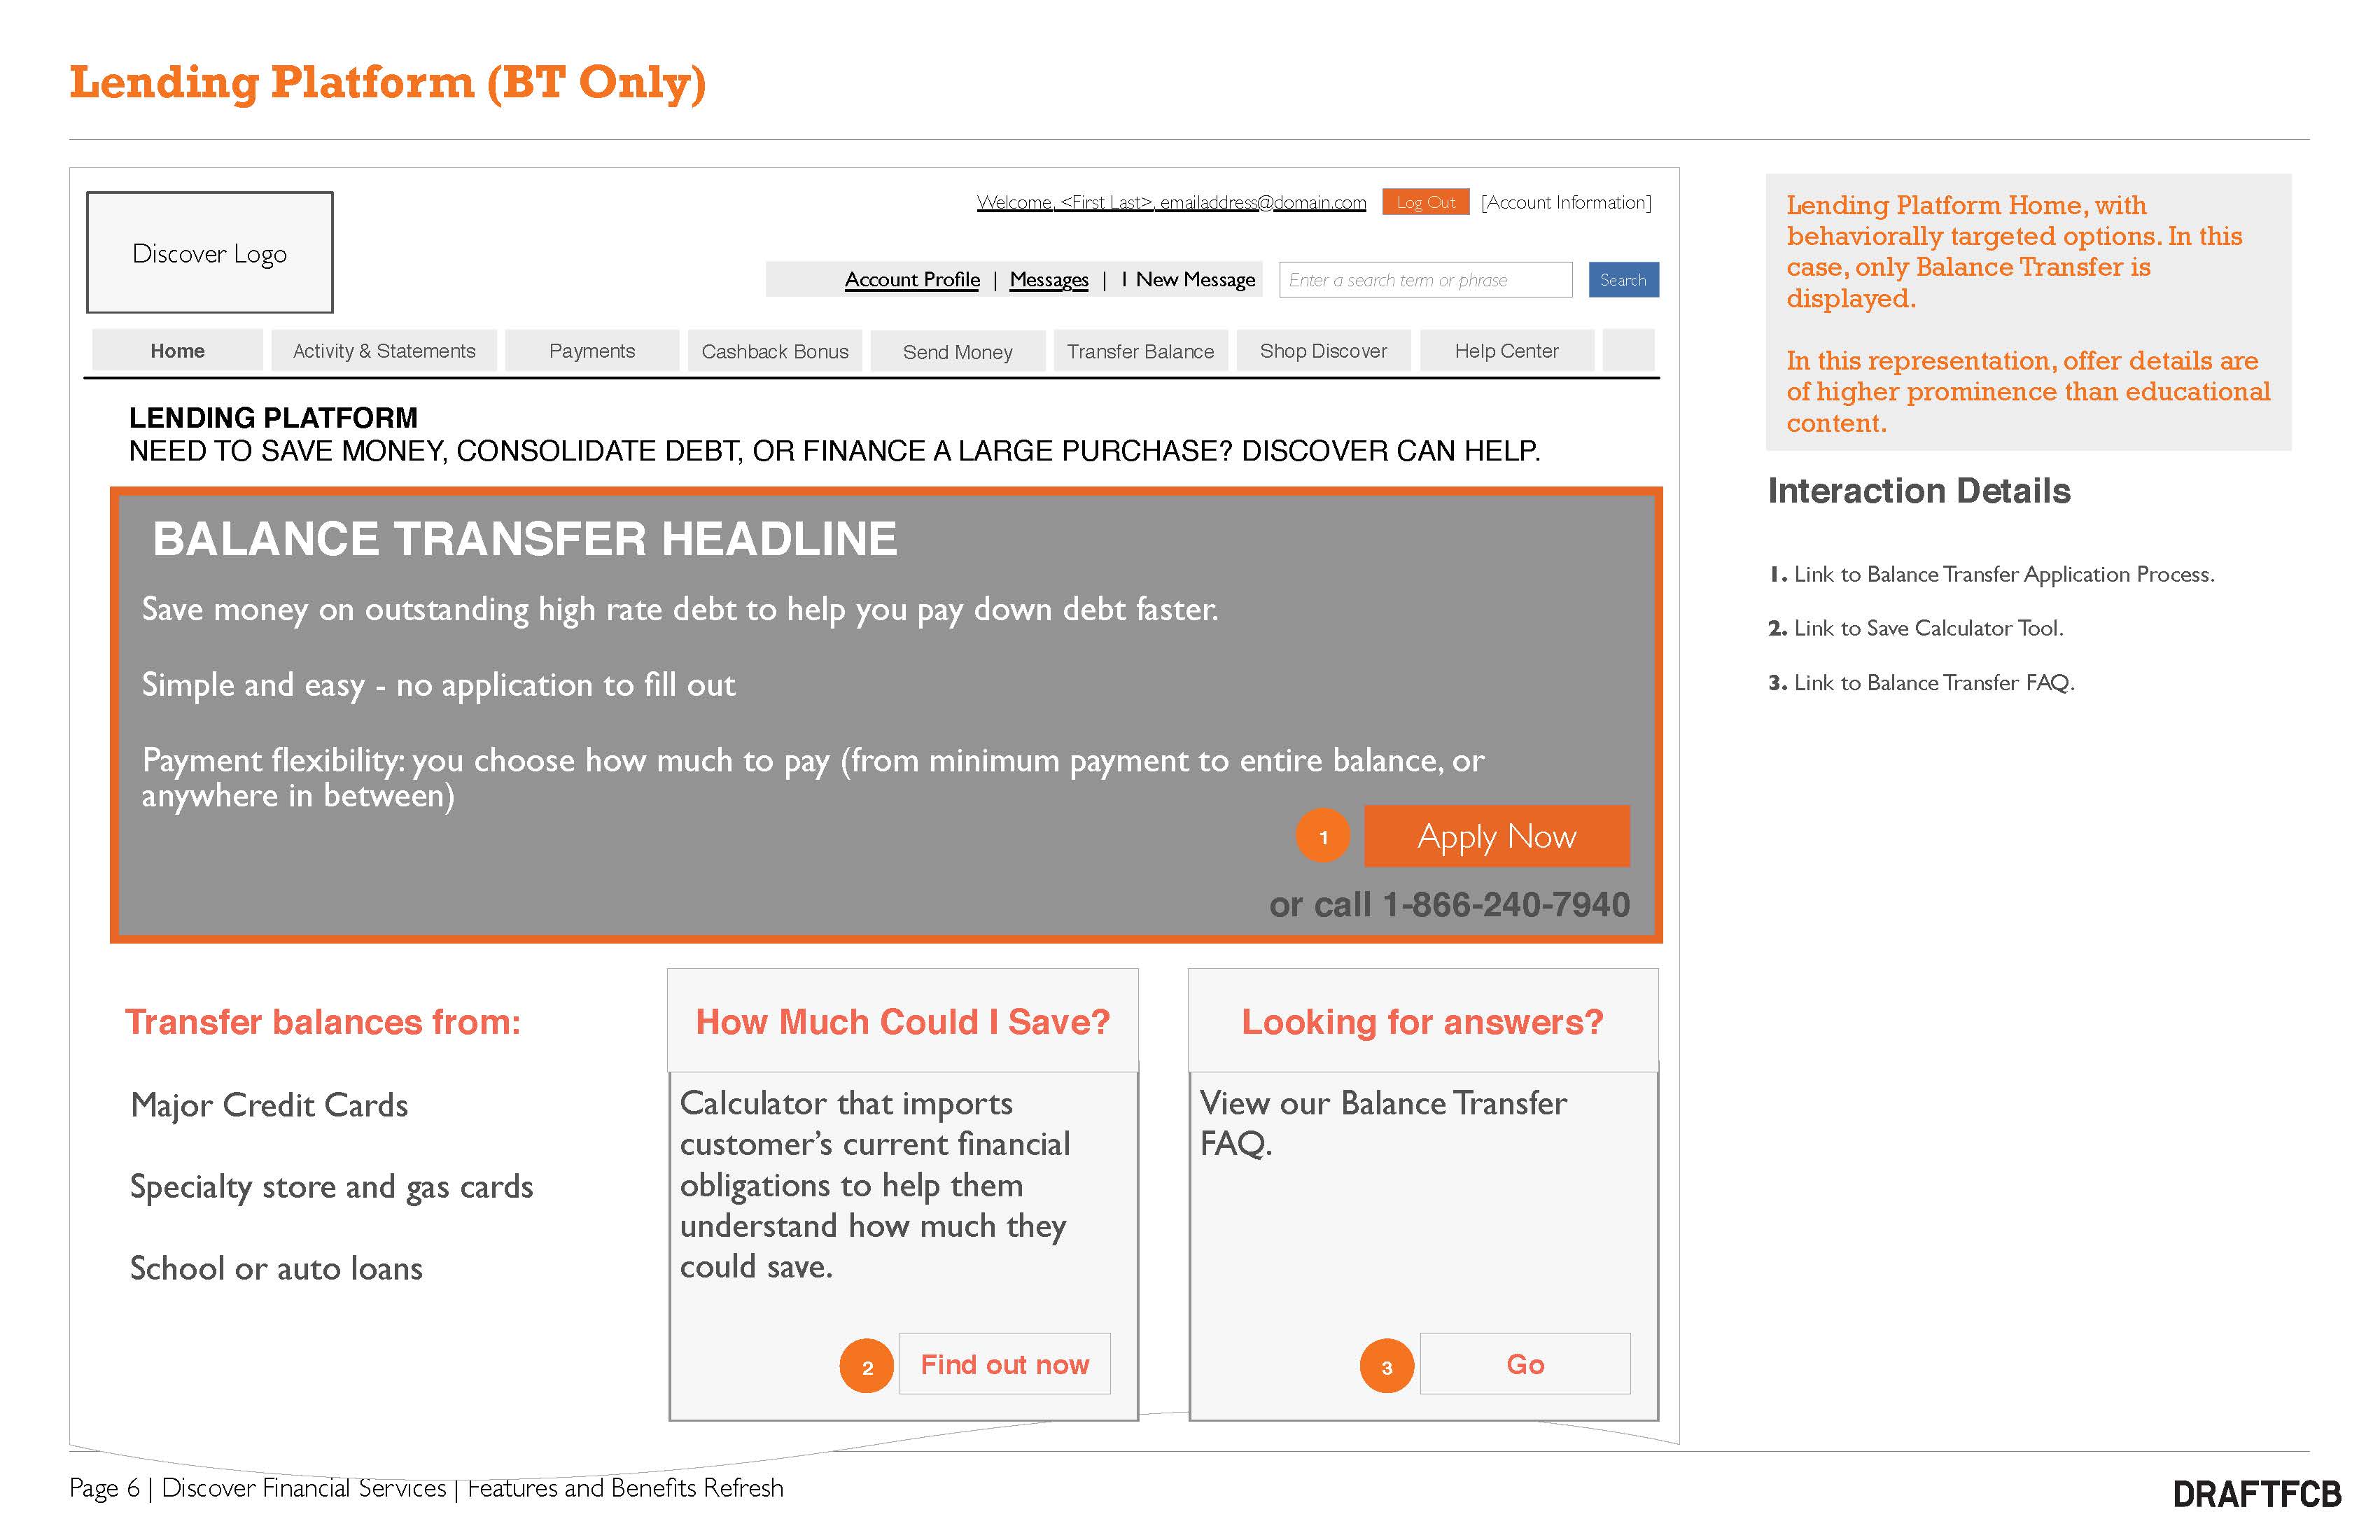 Lending Platform (BT Only)
Discover Logo
Welcome, <First Last>, emailaddress@domain.com
Log Out
[Account Information]
Account Profile | Messages | 1 New Message
Enter a search term or phrase
Search
Home
Activity & Statements
Payments
Cashback Bonus
Send Money
Transfer Balance
Shop Discover
Help Center
LENDING PLATFORM
NEED TO SAVE MONEY, CONSOLIDATE DEBT, OR FINANCE A LARGE PURCHASE? DISCOVER CAN HELP.
BALANCE TRANSFER HEADLINE
Save money on outstanding high rate debt to help you pay down debt faster.
Simple and easy - no application to fill out
Payment flexibility: you choose how much to pay (from minimum payment to entire balance, or
anywhere in between)
1
Apply Now
or call 1-866-240-7940
Transfer balances from:
Major Credit Cards
Specialty store and gas cards
School or auto loans
How Much Could I Save?
Calculator that imports
customer’s current financial
obligations to help them
understand how much they
could save.
2
Find out now
Looking for answers?
View our Balance Transfer
FAQ.
3
Go
Lending Platform Home, with
behaviorally targeted options. In this
case, only Balance Transfer is
displayed.
In this representation, offer details are
of higher prominence than educational
content.
Interaction Details
1. Link to Balance Transfer Application Process.
2. Link to Save Calculator Tool.
3. Link to Balance Transfer FAQ.
Page 6 | Discover Financial Services | Features and Benefits Refresh
DRAFTFCB